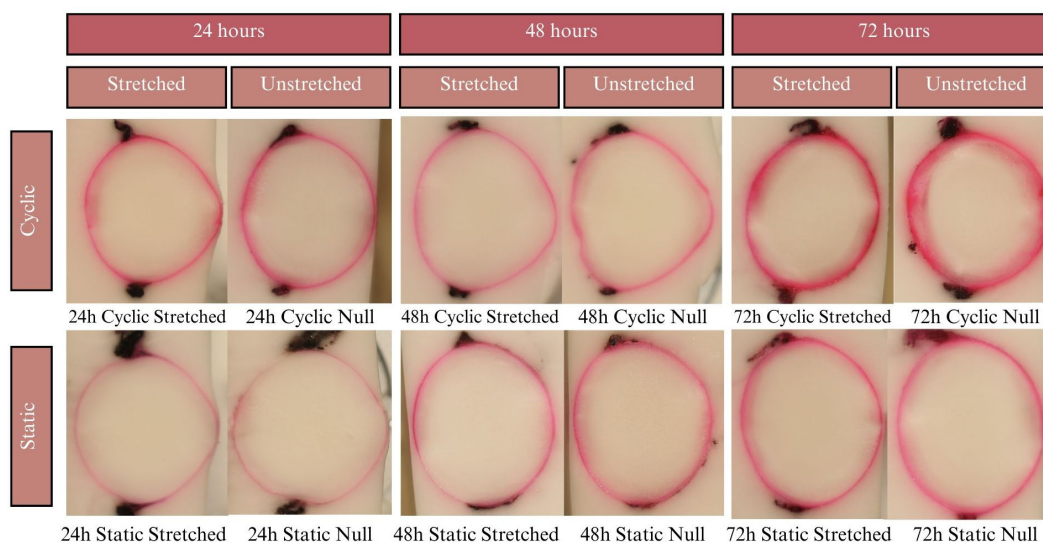 24 hours 48 hours 72 hours
Stretched Unstretched Stretched Unstretched Stretched Unstretched
Cyclic
24h Cyclic Stretched 24h Cyclic Null 48h Cyclic Stretched 48h Cyclic Null 72h Cyclic Stretched 72h Cyclic Null
Static
24h Static Stretched 24h Static Null 48h Static Stretched 48h Static Null 72h Static Stretched 72h Static Null